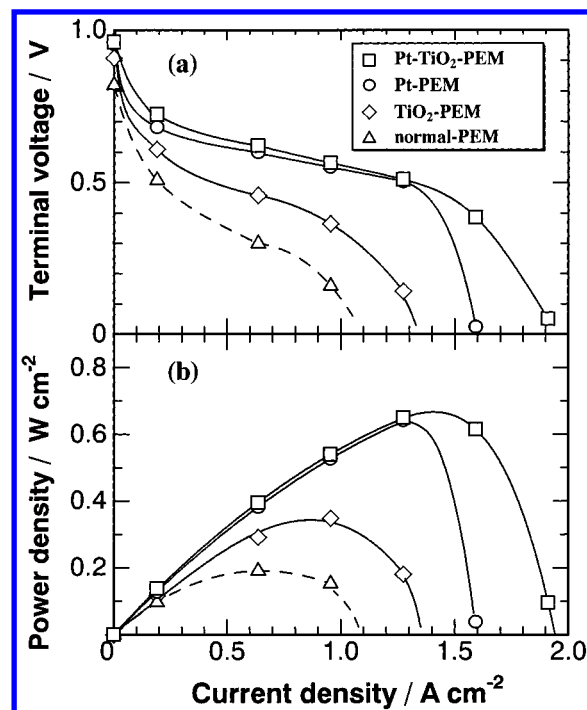 Terminal voltage / V
1.0
0.5
0
(a)
Pt-TiO₂-PEM
Pt-PEM
TiO₂-PEM
normal-PEM
Power density / W cm⁻²
0.8
0.6
0.4
0.2
(b)
0
0.5
1.0
1.5
2.0
Current density / A cm⁻²